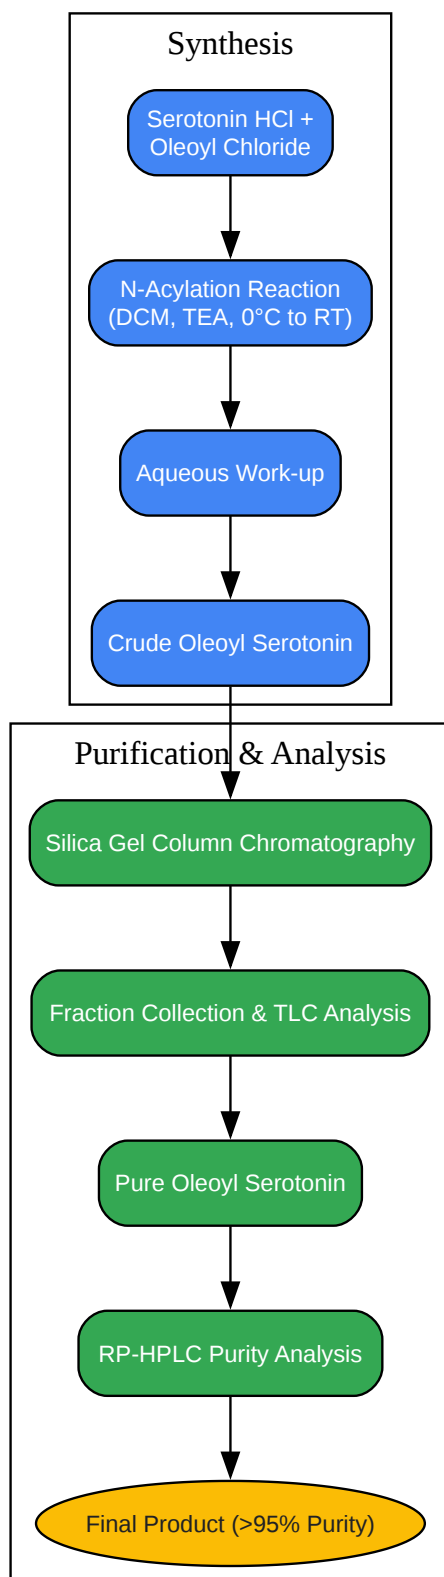 Synthesis
Serotonin HCl +
Oleoyl Chloride
N-Acylation Reaction
(DCM, TEA, 0°C to RT)
Aqueous Work-up
Crude Oleoyl Serotonin
Purification & Analysis
Silica Gel Column Chromatography
Fraction Collection & TLC Analysis
Pure Oleoyl Serotonin
RP-HPLC Purity Analysis
Final Product (>95% Purity)